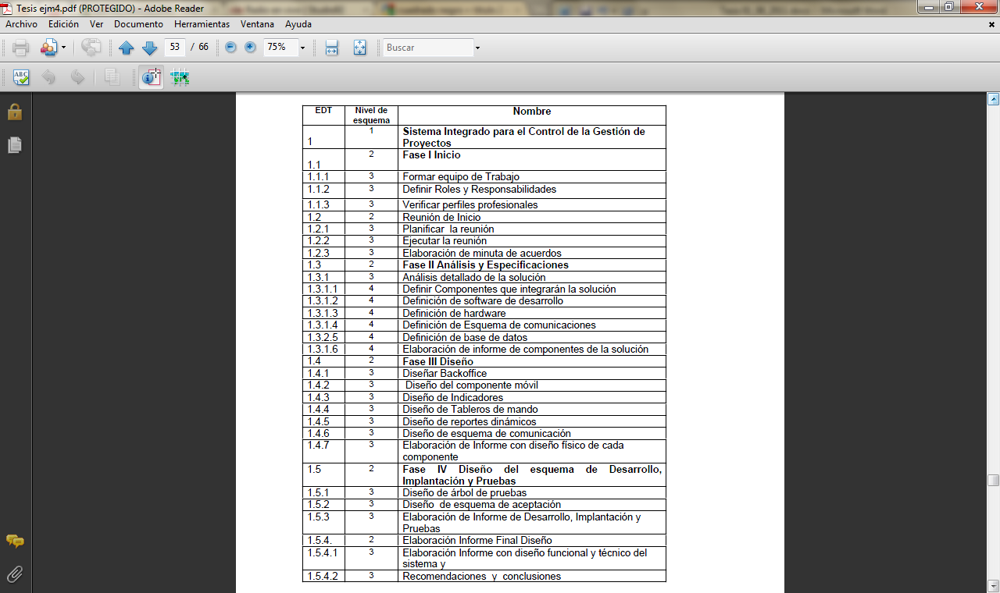 Tesis ejm4.pdf (PROTEGIDO) - Adobe Reader
Archivo Edición Ver Documento Herramientas Ventana Ayuda
53 / 66 75% Buscar
ABC
EDT Nivel de esquema Nombre
1 1 Sistema Integrado para el Control de la Gestión de
Proyectos
1.1 2 Fase I Inicio
1.1.1 3 Formar equipo de Trabajo
1.1.2 3 Definir Roles y Responsabilidades
1.1.3 3 Verificar perfiles profesionales
1.2 2 Reunión de Inicio
1.2.1 3 Planificar la reunión
1.2.2 3 Ejecutar la reunión
1.2.3 3 Elaboración de minuta de acuerdos
1.3 2 Fase II Análisis y Especificaciones
1.3.1 3 Análisis detallado de la solución
1.3.1.1 4 Definir Componentes que integrarán la solución
1.3.1.2 4 Definición de software de desarrollo
1.3.1.3 4 Definición de hardware
1.3.1.4 4 Definición de Esquema de comunicaciones
1.3.2.5 4 Definición de base de datos
1.3.1.6 4 Elaboración de informe de componentes de la solución
1.4 2 Fase III Diseño
1.4.1 3 Diseñar Backoffice
1.4.2 3 Diseño del componente móvil
1.4.3 3 Diseño de Indicadores
1.4.4 3 Diseño de Tableros de mando
1.4.5 3 Diseño de reportes dinámicos
1.4.6 3 Diseño de esquema de comunicación
1.4.7 3 Elaboración de Informe con diseño físico de cada
componente
1.5 2 Fase IV Diseño del esquema de Desarrollo,
Implantación y Pruebas
1.5.1 3 Diseño de árbol de pruebas
1.5.2 3 Diseño de esquema de aceptación
1.5.3 3 Elaboración de Informe de Desarrollo, Implantación y
Pruebas
1.5.4. 2 Elaboración Informe Final Diseño
1.5.4.1 3 Elaboración Informe con diseño funcional y técnico del
sistema y
1.5.4.2 3 Recomendaciones y conclusiones